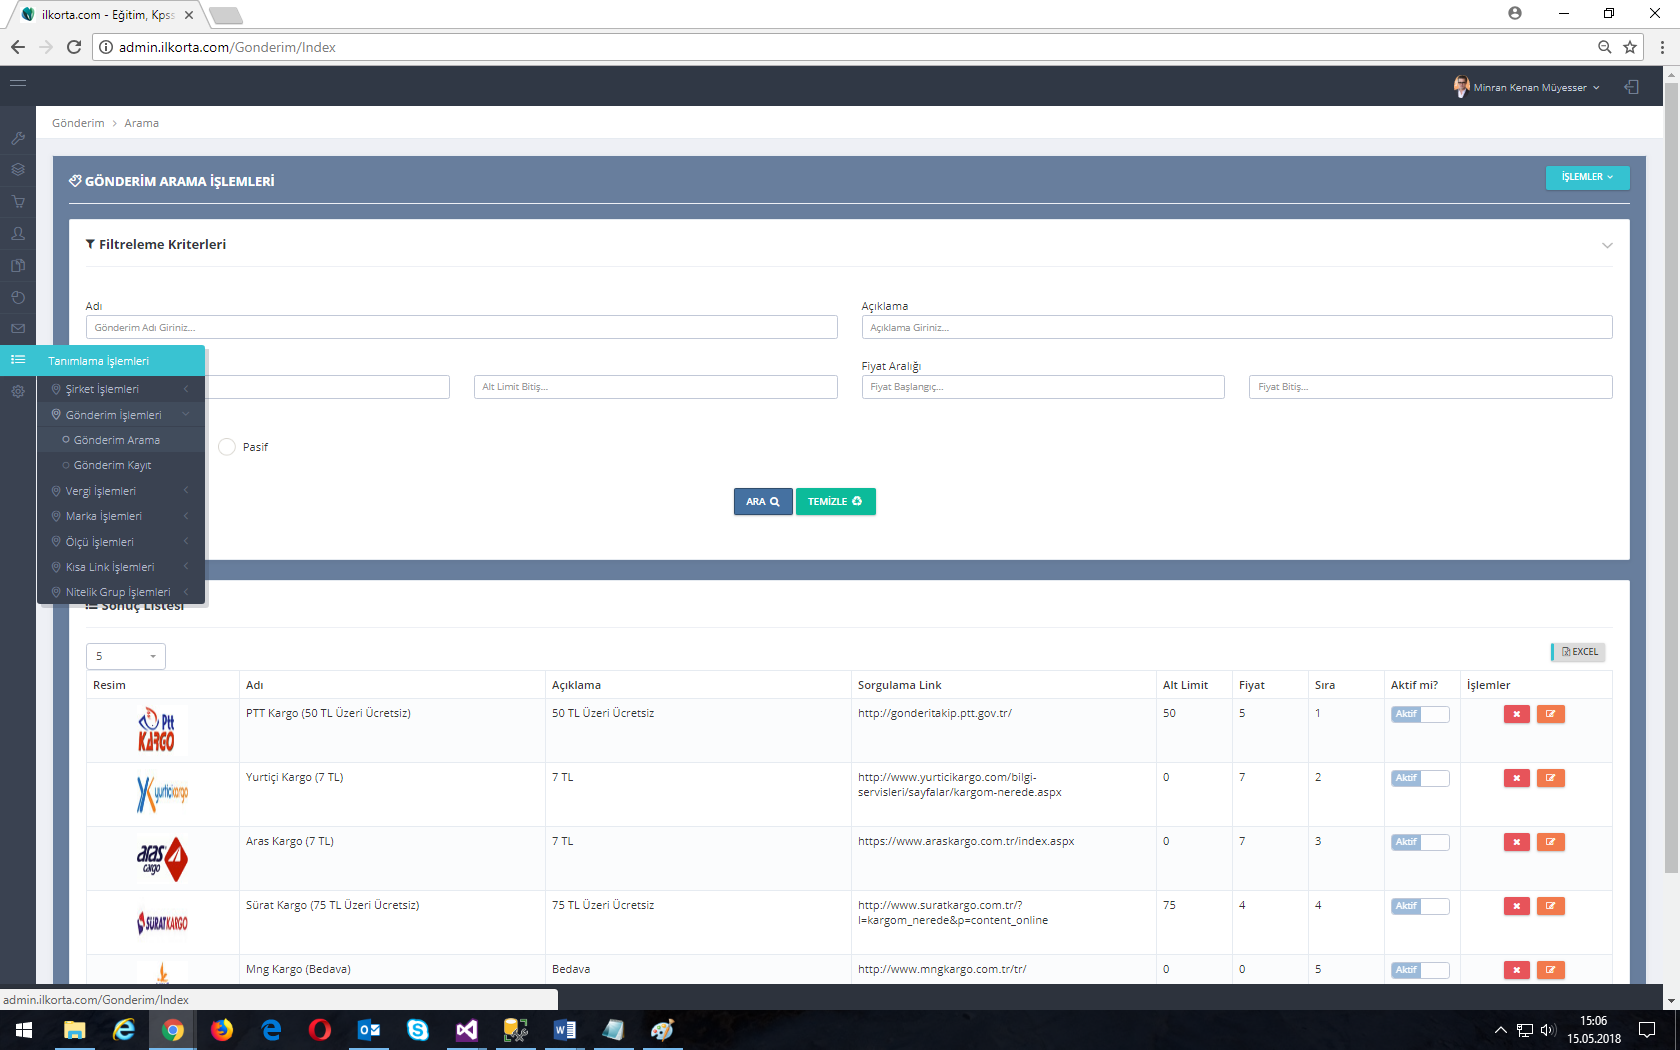 ilkorta.com - Eğitim, Kpss
admin.ilkorta.com/Gonderim/Index
Minran Kenan Müyesser
Gönderim > Arama
GÖNDERİM ARAMA İŞLEMLERİ
İŞLEMLER
Filtreleme Kriterleri
Adı
Açıklama
Gönderim Adı Giriniz...
Açıklama Giriniz...
Fiyat Aralığı
Alt Limit Bitiş...
Fiyat Başlangıç...
Fiyat Bitiş...
Pasif
ARA
TEMİZLE
Tanımlama İşlemleri
Şirket İşlemleri
Gönderim İşlemleri
Gönderim Arama
Gönderim Kayıt
Vergi İşlemleri
Marka İşlemleri
Ölçü İşlemleri
Kısa Link İşlemleri
Nitelik Grup İşlemleri
Sonuç Listesi
5
EXCEL
Resim Adı Açıklama Sorgulama Link Alt Limit Fiyat Sıra Aktif mi? İşlemler
Ptt KARGO PTT Kargo (50 TL Üzeri Ücretsiz) 50 TL Üzeri Ücretsiz http://gonderitakip.ptt.gov.tr/ 50 5 1 Aktif
yurtiçikargo Yurtiçi Kargo (7 TL) 7 TL http://www.yurticikargo.com/bilgi-
servisleri/sayfalar/kargom-nerede.aspx 0 7 2 Aktif
aras cargo Aras Kargo (7 TL) 7 TL https://www.araskargo.com.tr/index.aspx 0 7 3 Aktif
SÜRATKARGO Sürat Kargo (75 TL Üzeri Ücretsiz) 75 TL Üzeri Ücretsiz http://www.suratkargo.com.tr/?
l=kargom_nerede&p=content_online 75 4 4 Aktif
Mng Kargo (Bedava) Bedava http://www.mngkargo.com.tr/tr/ 0 0 5 Aktif
admin.ilkorta.com/Gonderim/Index
15:06
15.05.2018